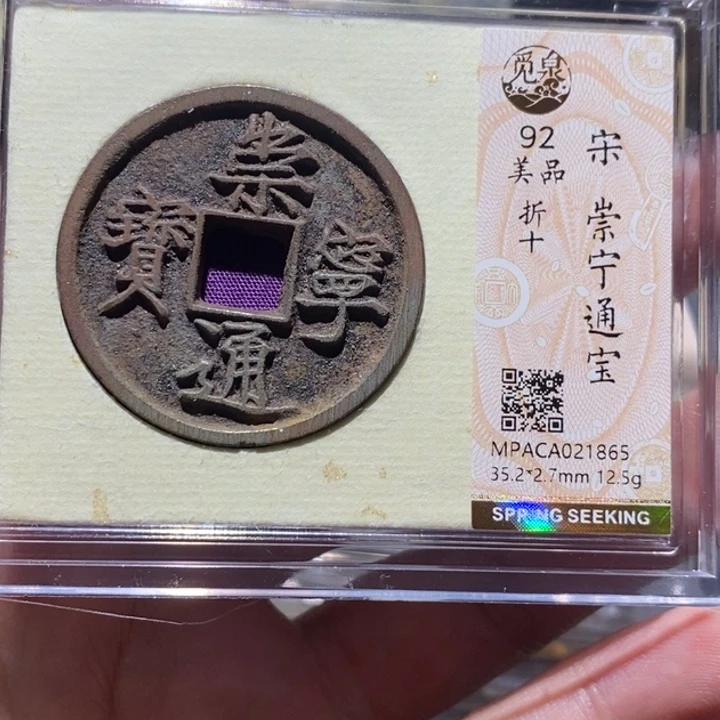 崇寧通寶
觅泉
92
美品
折十
宋 崇宁通宝
MPACA021865
35.2*2.7mm 12.5g
SPRING SEEKING